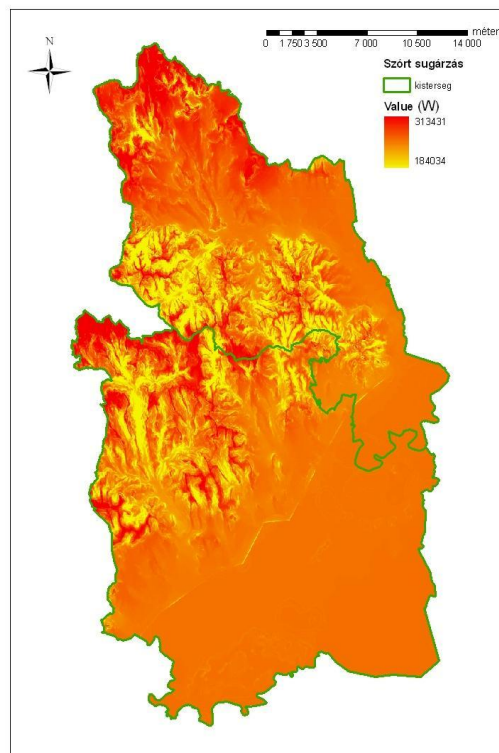 méter
0 1 750 3 500 7 000 10 500 14 000
N
Szórt sugárzás
kisterseg
Value (W)
313431
184034